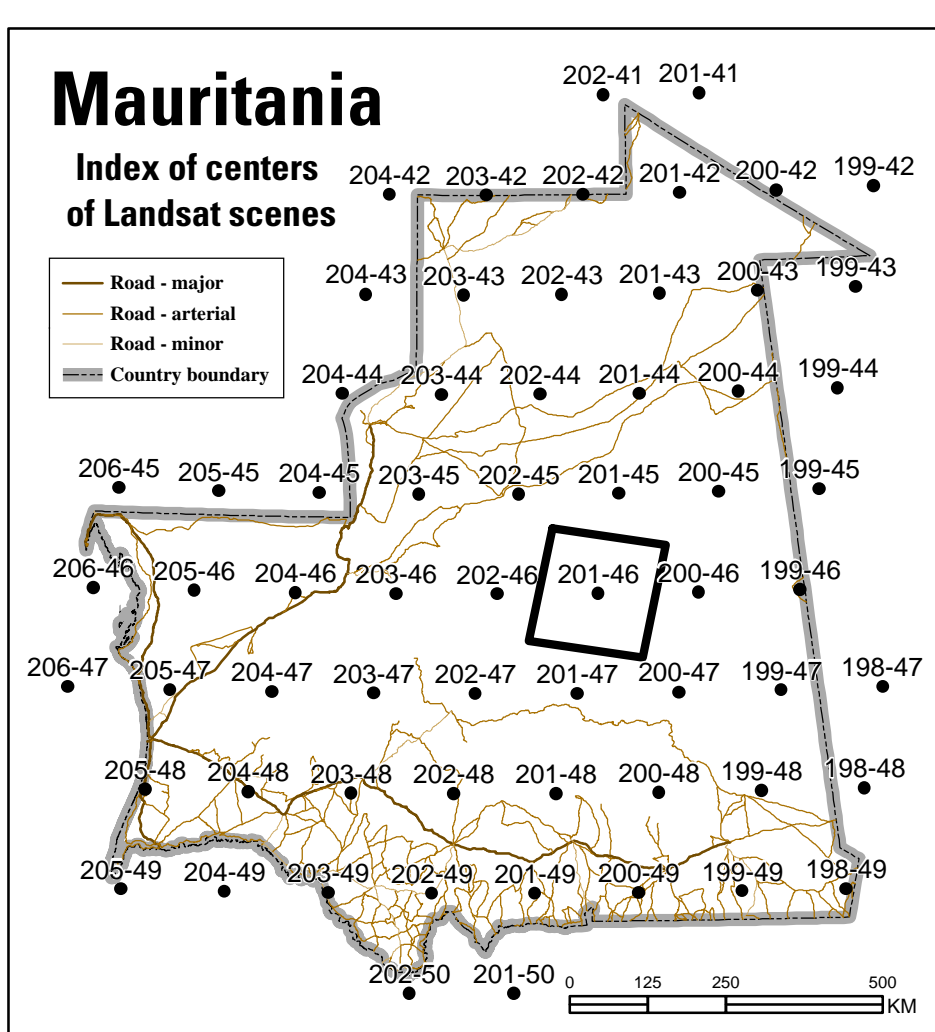 Mauritania
Index of centers
of Landsat scenes
Road - major
Road - arterial
Road - minor
Country boundary
202-41 201-41
204-42 203-42 202-42 201-42 200-42 199-42
204-43 203-43 202-43 201-43 200-43 199-43
204-44 203-44 202-44 201-44 200-44 199-44
206-45 205-45 204-45 203-45 202-45 201-45 200-45 199-45
206-46 205-46 204-46 203-46 202-46 201-46 200-46 199-46
206-47 205-47 204-47 203-47 202-47 201-47 200-47 199-47 198-47
205-48 204-48 203-48 202-48 201-48 200-48 199-48 198-48
205-49 204-49 203-49 202-49 201-49 200-49 199-49 198-49
202-50 201-50
0 125 250 500
KM